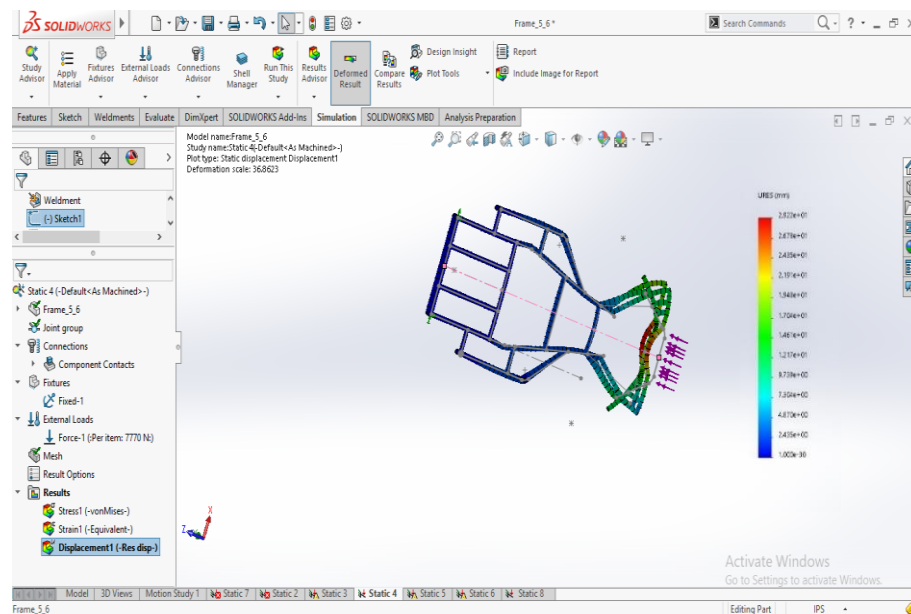 SOLIDWORKS
Frame_5_6 *
Search Commands
Study Advisor
Apply Material
Fixtures Advisor
External Loads Advisor
Connections Advisor
Shell Manager
Run This Study
Results Advisor
Deformed Result
Compare Results
Design Insight
Plot Tools
Report
Include Image for Report
Features Sketch Weldments Evaluate DimXpert SOLIDWORKS Add-Ins Simulation SOLIDWORKS MBD Analysis Preparation
Model name:Frame_5_6
Study name:Static 4(-Default<As Machined>-)
Plot type: Static displacement Displacement1
Deformation scale: 36.8623
Weldment
(-) Sketch1
Static 4 (-Default<As Machined>-)
Frame_5_6
Joint group
Connections
Component Contacts
Fixtures
Fixed-1
External Loads
Force-1 (:Per item: 7770 N:)
Mesh
Result Options
Results
Stress1 (-vonMises-)
Strain1 (-Equivalent-)
Displacement1 (-Res disp-)
URES (mm)
2.679e+01
2.435e+01
2.191e+01
1.948e+01
1.704e+01
1.461e+01
1.217e+01
9.739e+00
7.304e+00
4.870e+00
2.435e+00
1.000e-30
X
Z
Activate Windows
Go to Settings to activate Windows.
Model 3D Views Motion Study 1 Static 7 Static 2 Static 3 Static 4 Static 5 Static 6 Static 8
Frame_5_6
Editing Part IPS